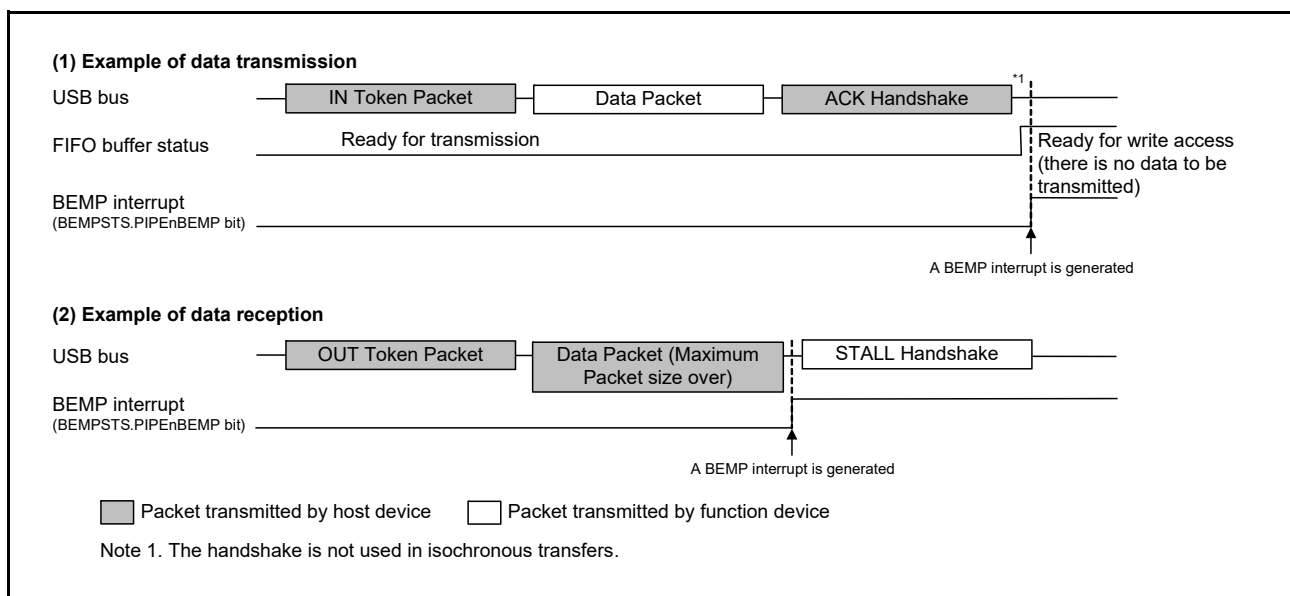 (1) Example of data transmission
USB bus
IN Token Packet
Data Packet
ACK Handshake
*1
FIFO buffer status
Ready for transmission
Ready for write access
(there is no data to be
transmitted)
BEMP interrupt
(BEMPSTS.PIPEnBEMP bit)
A BEMP interrupt is generated
(2) Example of data reception
USB bus
OUT Token Packet
Data Packet (Maximum
Packet size over)
STALL Handshake
BEMP interrupt
(BEMPSTS.PIPEnBEMP bit)
A BEMP interrupt is generated
Packet transmitted by host device
Packet transmitted by function device
Note 1. The handshake is not used in isochronous transfers.